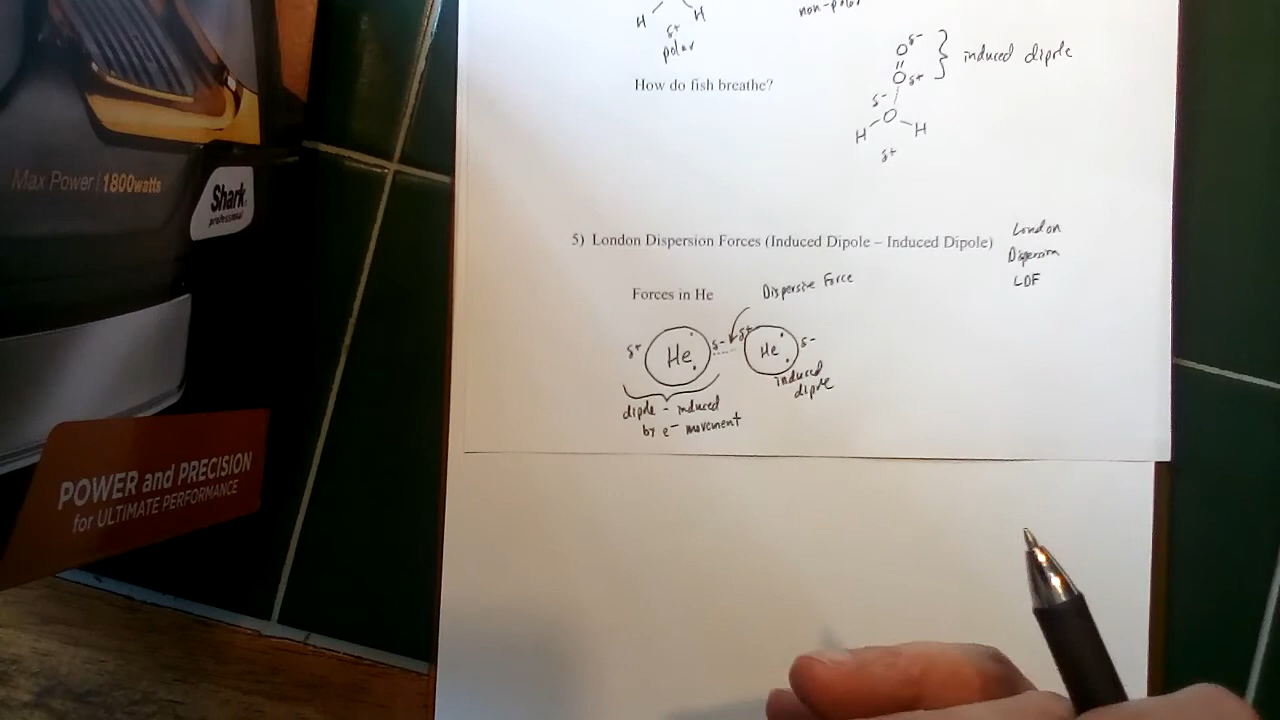 Max Power | 1800watts
Shark
professional
POWER and PRECISION
for ULTIMATE PERFORMANCE
H H
δ+
polar
non-polar
How do fish breathe?
O δ-
O δ+
} induced dipole
δ-
O
H H
δ+
5) London Dispersion Forces (Induced Dipole – Induced Dipole)
London
Dispersion
LDF
Forces in He
Dispersive Force
δ+ He δ- δ+ He δ-
induced
dipole
dipole - induced
by e- movement